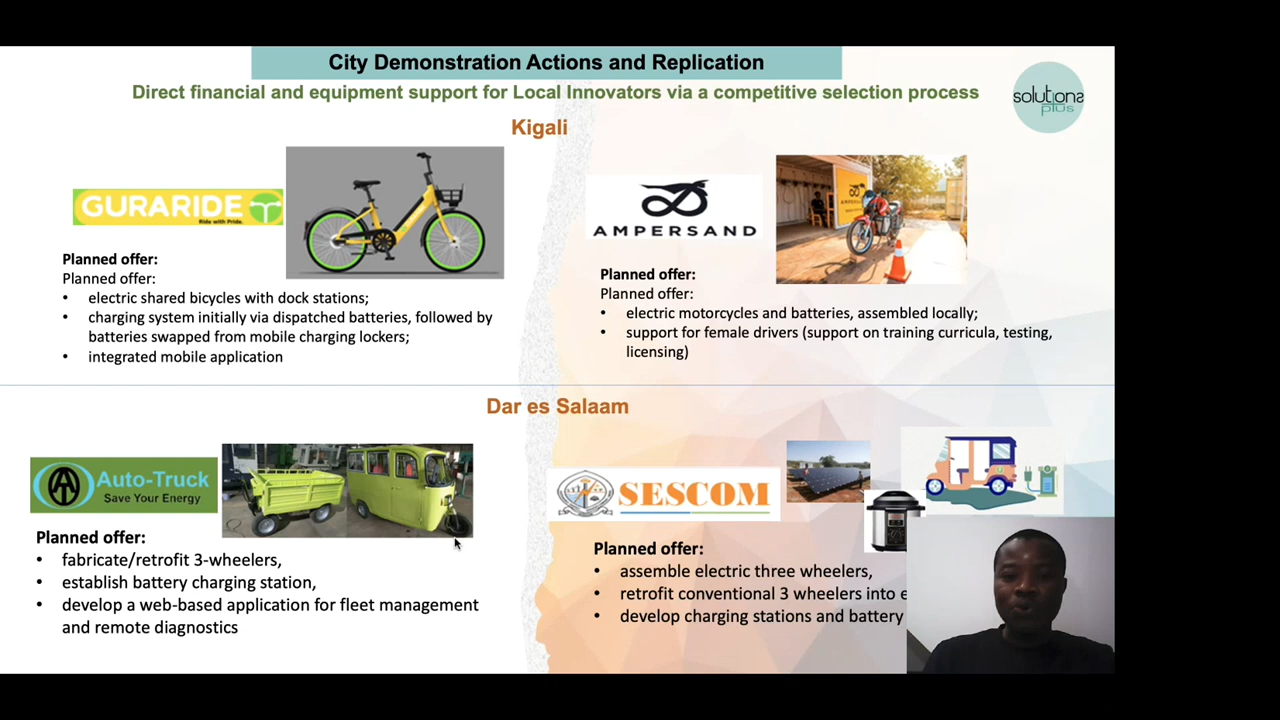 City Demonstration Actions and Replication
Direct financial and equipment support for Local Innovators via a competitive selection process
solutions
plus
Kigali
GURARIDE
Ride with Pride.
Planned offer:
Planned offer:
• electric shared bicycles with dock stations;
• charging system initially via dispatched batteries, followed by
batteries swapped from mobile charging lockers;
• integrated mobile application
AMPERSAND
AMPERSAND
Planned offer:
Planned offer:
• electric motorcycles and batteries, assembled locally;
• support for female drivers (support on training curricula, testing,
licensing)
Dar es Salaam
AT
Auto-Truck
Save Your Energy
Planned offer:
• fabricate/retrofit 3-wheelers,
• establish battery charging station,
• develop a web-based application for fleet management
and remote diagnostics
SESCOM
Planned offer:
• assemble electric three wheelers,
• retrofit conventional 3 wheelers into e
• develop charging stations and battery